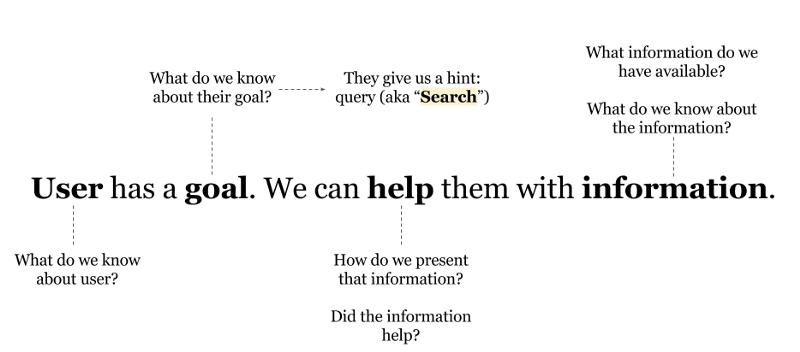 What information do we
have available?
What do we know
about their goal?
They give us a hint:
query (aka “Search”)
What do we know about
the information?
User has a goal. We can help them with information.
What do we know
about user?
How do we present
that information?
Did the information
help?